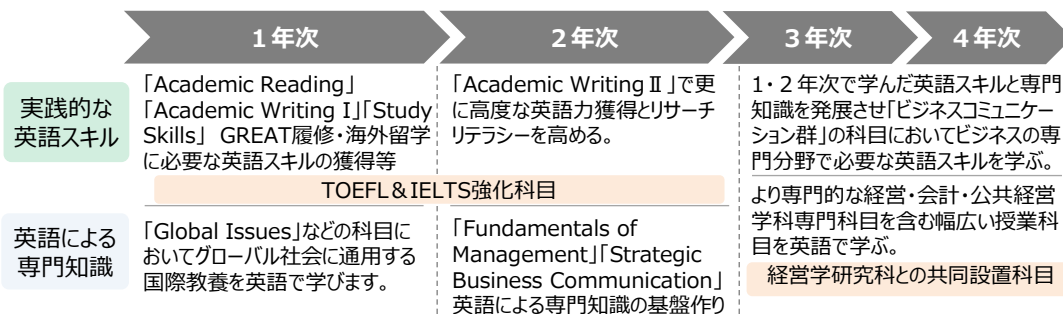 1年次
2年次
3年次
4年次
実践的な
英語スキル
「Academic Reading」
「Academic Writing I」「Study
Skills」 GREAT履修・海外留学
に必要な英語スキルの獲得等
「Academic Writing Ⅱ」で更
に高度な英語力獲得とリサーチ
リテラシーを高める。
1・2年次で学んだ英語スキルと専門
知識を発展させ「ビジネスコミュニケー
ション群」の科目においてビジネスの専
門分野で必要な英語スキルを学ぶ。
TOEFL&IELTS強化科目
英語による
専門知識
「Global Issues」などの科目に
おいてグローバル社会に通用する
国際教養を英語で学びます。
「Fundamentals of
Management」「Strategic
Business Communication」
英語による専門知識の基盤作り
より専門的な経営・会計・公共経営
学科専門科目を含む幅広い授業科
目を英語で学ぶ。
経営学研究科との共同設置科目